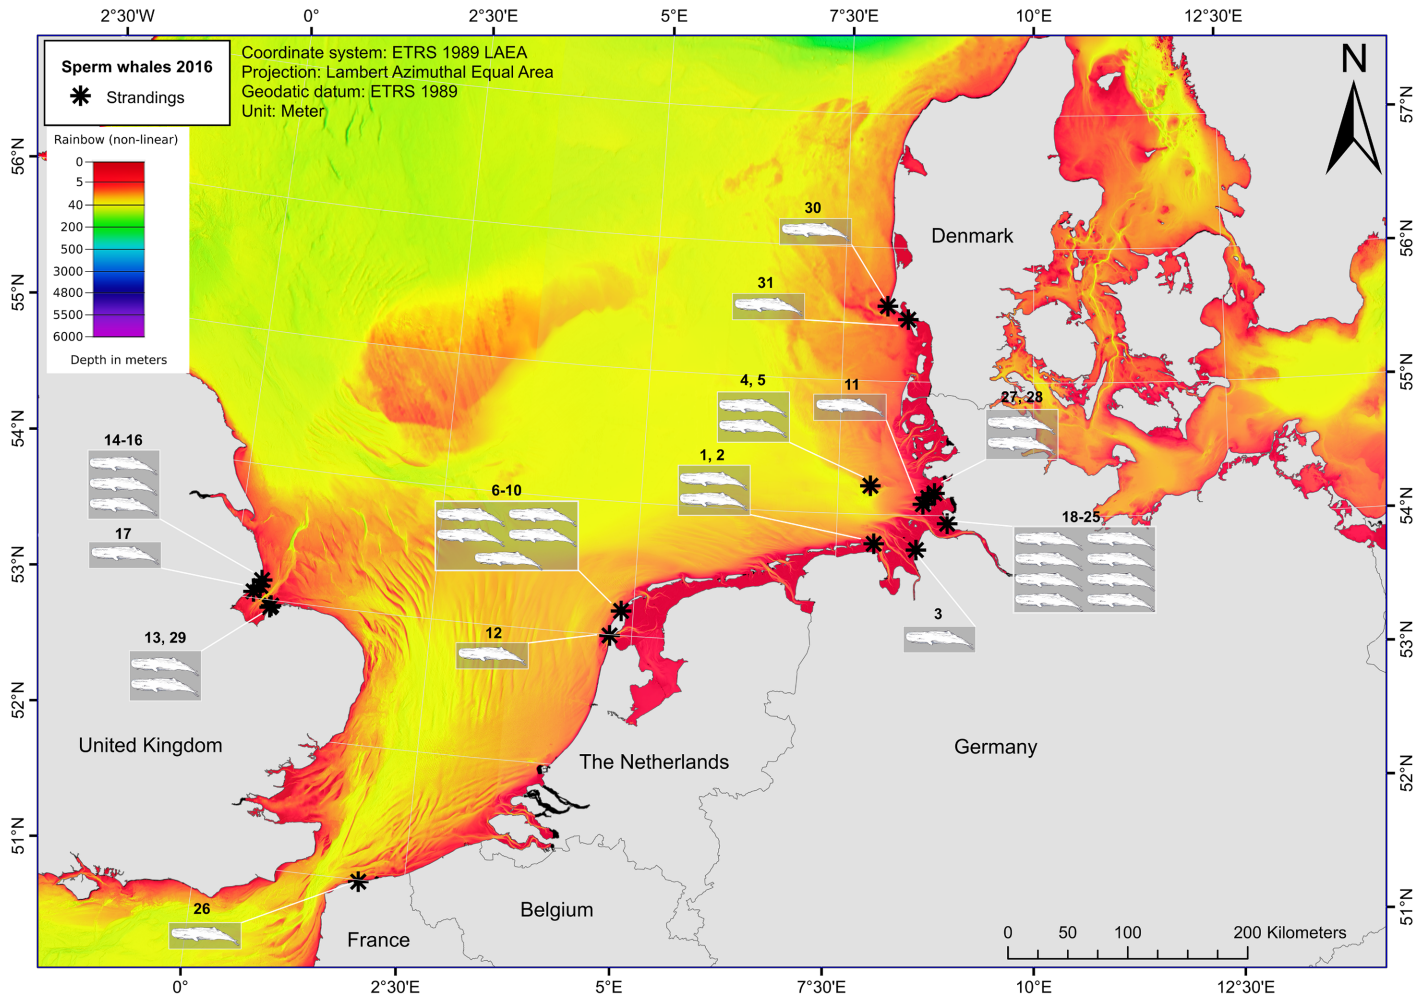 2°30'W 0° 2°30'E 5°E 7°30'E 10°E 12°30'E
Sperm whales 2016
Strandings
Coordinate system: ETRS 1989 LAEA
Projection: Lambert Azimuthal Equal Area
Geodatic datum: ETRS 1989
Unit: Meter
N
Rainbow (non-linear)
0
5
40
200
500
3000
4800
5500
6000
Depth in meters
56°N
55°N
54°N
53°N
52°N
51°N
57°N
56°N
55°N
54°N
53°N
52°N
51°N
30
Denmark
31
4, 5
11
27, 28
14-16
1, 2
6-10
18-25
17
3
12
13, 29
United Kingdom
The Netherlands
Germany
26
Belgium
France
0 50 100 200 Kilometers
0° 2°30'E 5°E 7°30'E 10°E 12°30'E